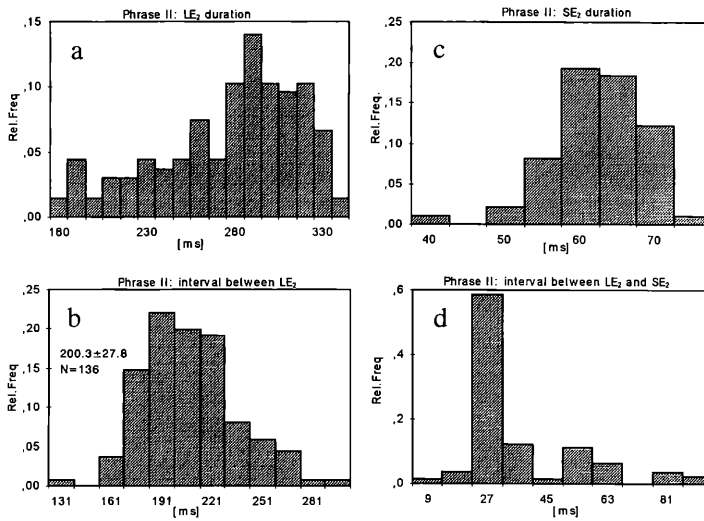 Phrase II: LE₂ duration
a
,15
,10
,05
,00
Rel.Freq.
180 230 280 330
[ms]
Phrase II: SE₂ duration
c
,25
,20
,15
,10
,05
,00
Rel.Freq.
40 50 60 70
[ms]
Phrase II: interval between LE₂
b
200.3±27.8
N=136
,25
,20
,15
,10
,05
,00
Rel.Freq
131 161 191 221 251 281
[ms]
Phrase II: interval between LE₂ and SE₂
d
,6
,4
,2
,0
Rel.Freq
9 27 45 63 81
[ms]